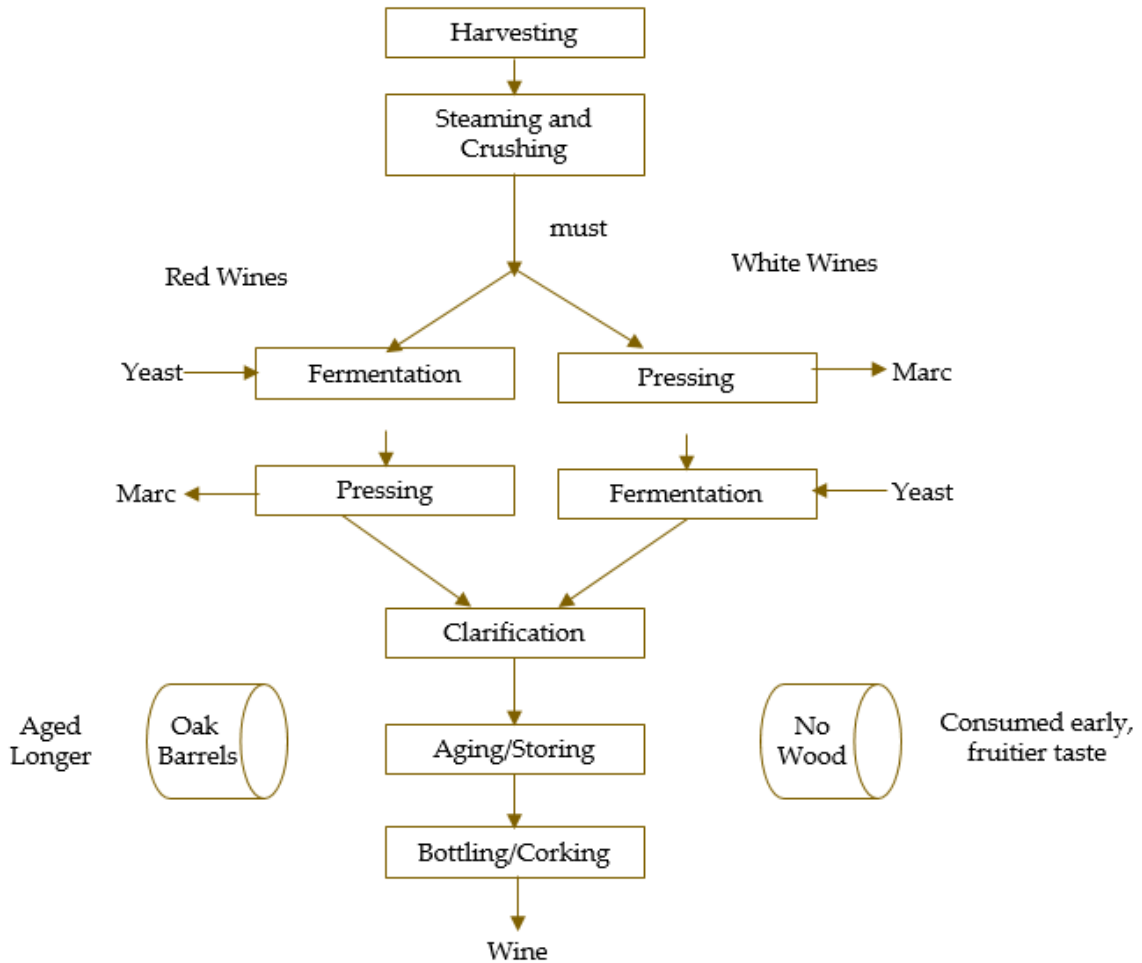 Harvesting
Steaming and
Crushing
must
Red Wines
White Wines
Yeast
Fermentation
Pressing
Marc
Marc
Pressing
Fermentation
Yeast
Clarification
Aged
Longer
Oak
Barrels
Aging/Storing
No
Wood
Consumed early,
fruitier taste
Bottling/Corking
Wine